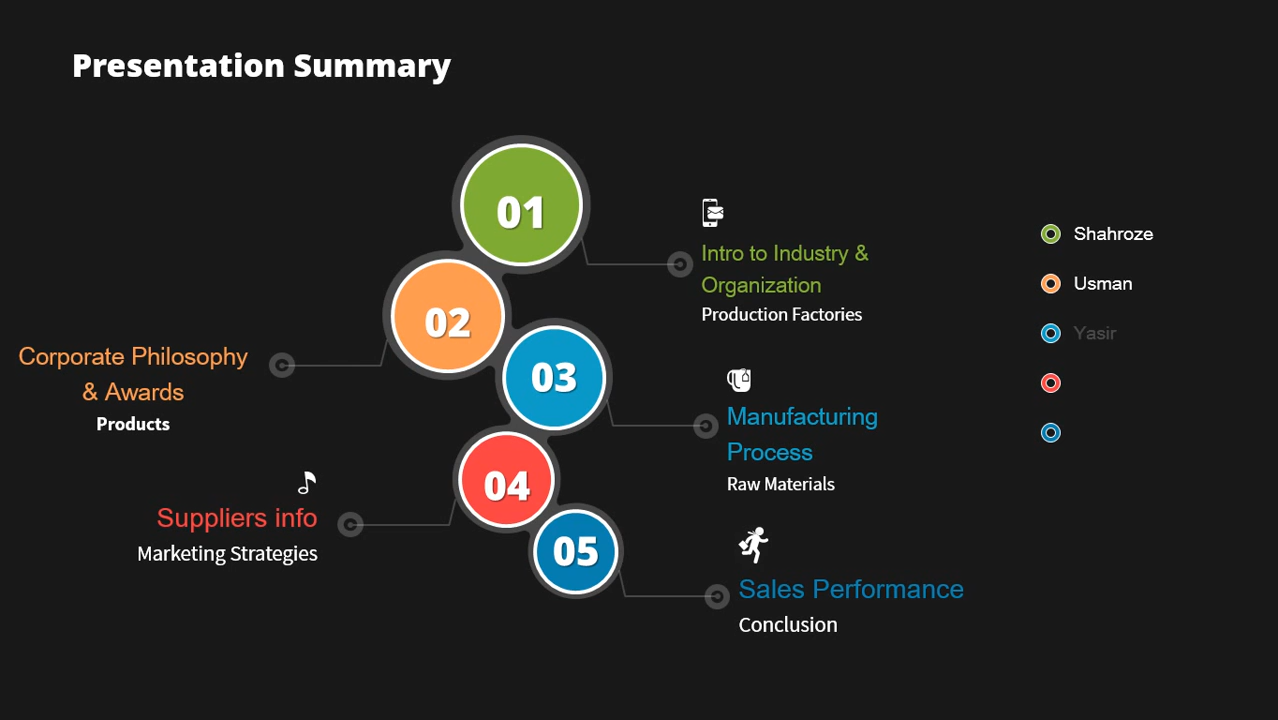 Presentation Summary
01
Intro to Industry &
Organization
Production Factories
02
Corporate Philosophy
& Awards
Products
03
Manufacturing
Process
Raw Materials
04
Suppliers info
Marketing Strategies
05
Sales Performance
Conclusion
Shahroze
Usman
Yasir